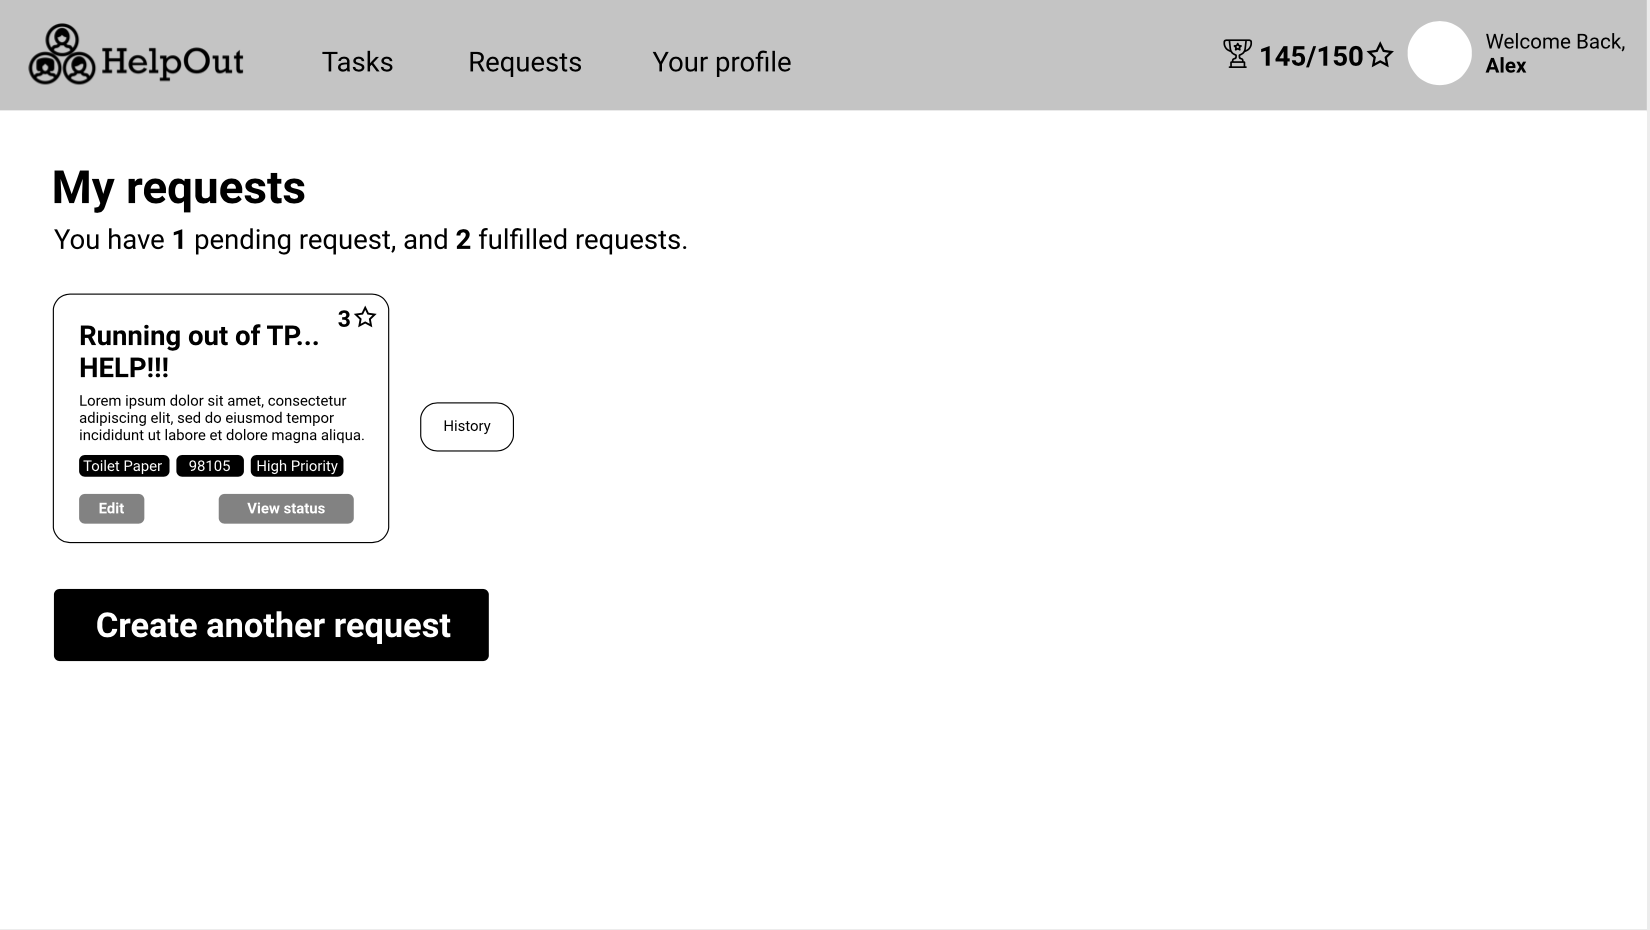 HelpOut
Tasks
Requests
Your profile
145/150
Welcome Back,
Alex
My requests
You have 1 pending request, and 2 fulfilled requests.
3
Running out of TP...
HELP!!!
Lorem ipsum dolor sit amet, consectetur
adipiscing elit, sed do eiusmod tempor
incididunt ut labore et dolore magna aliqua.
Toilet Paper
98105
High Priority
Edit
View status
History
Create another request